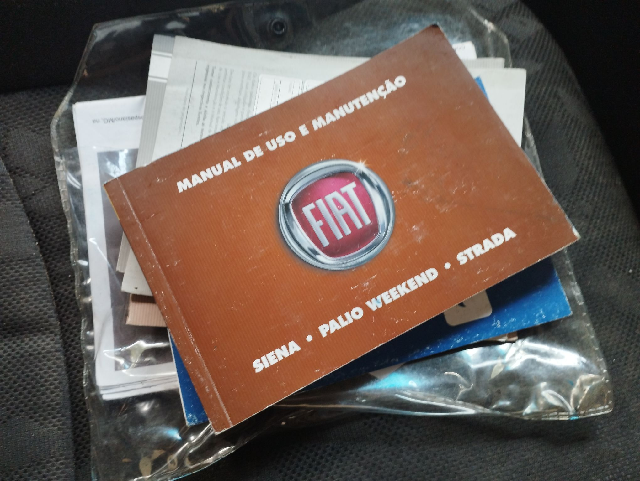 MANUAL DE USO E MANUTENÇÃO
FIAT
SIENA • PALIO WEEKEND • STRADA